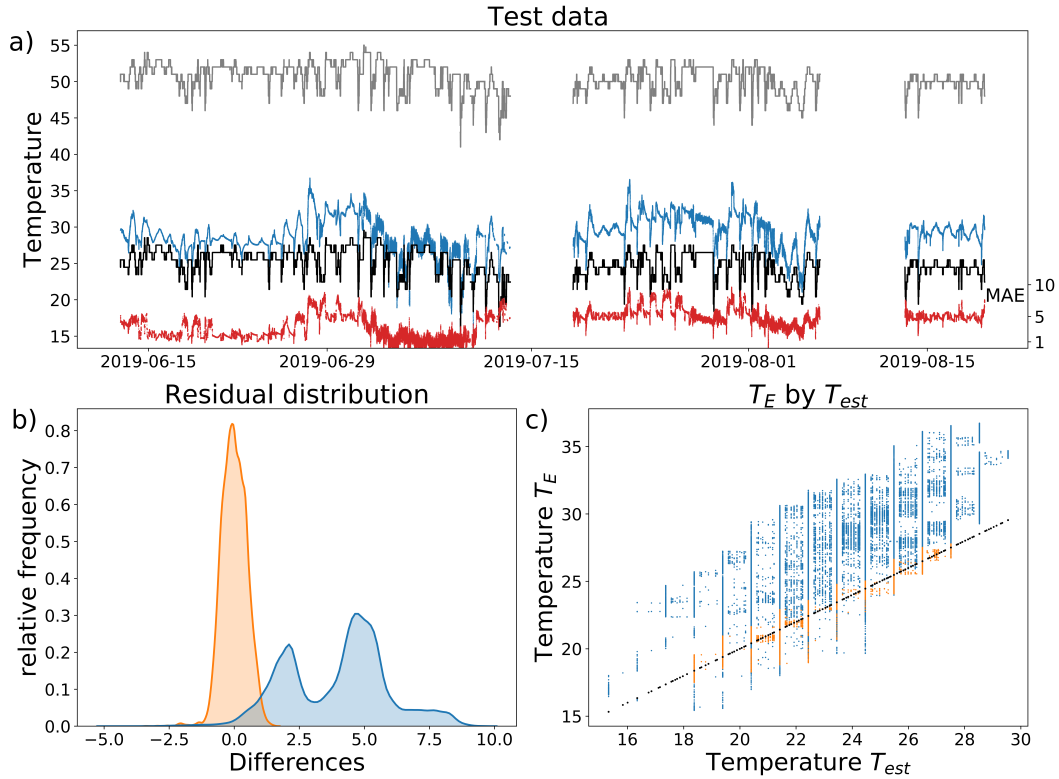 Test data
a)
Temperature
55
50
45
40
35
30
25
20
15
10
MAE
5
1
2019-06-15 2019-06-29 2019-07-15 2019-08-01 2019-08-15
Residual distribution
b)
relative frequency
0.8
0.7
0.6
0.5
0.4
0.3
0.2
0.1
0.0
−5.0 −2.5 0.0 2.5 5.0 7.5 10.0
Differences
T_E by T_est
c)
Temperature T_E
35
30
25
20
15
16 18 20 22 24 26 28 30
Temperature T_est